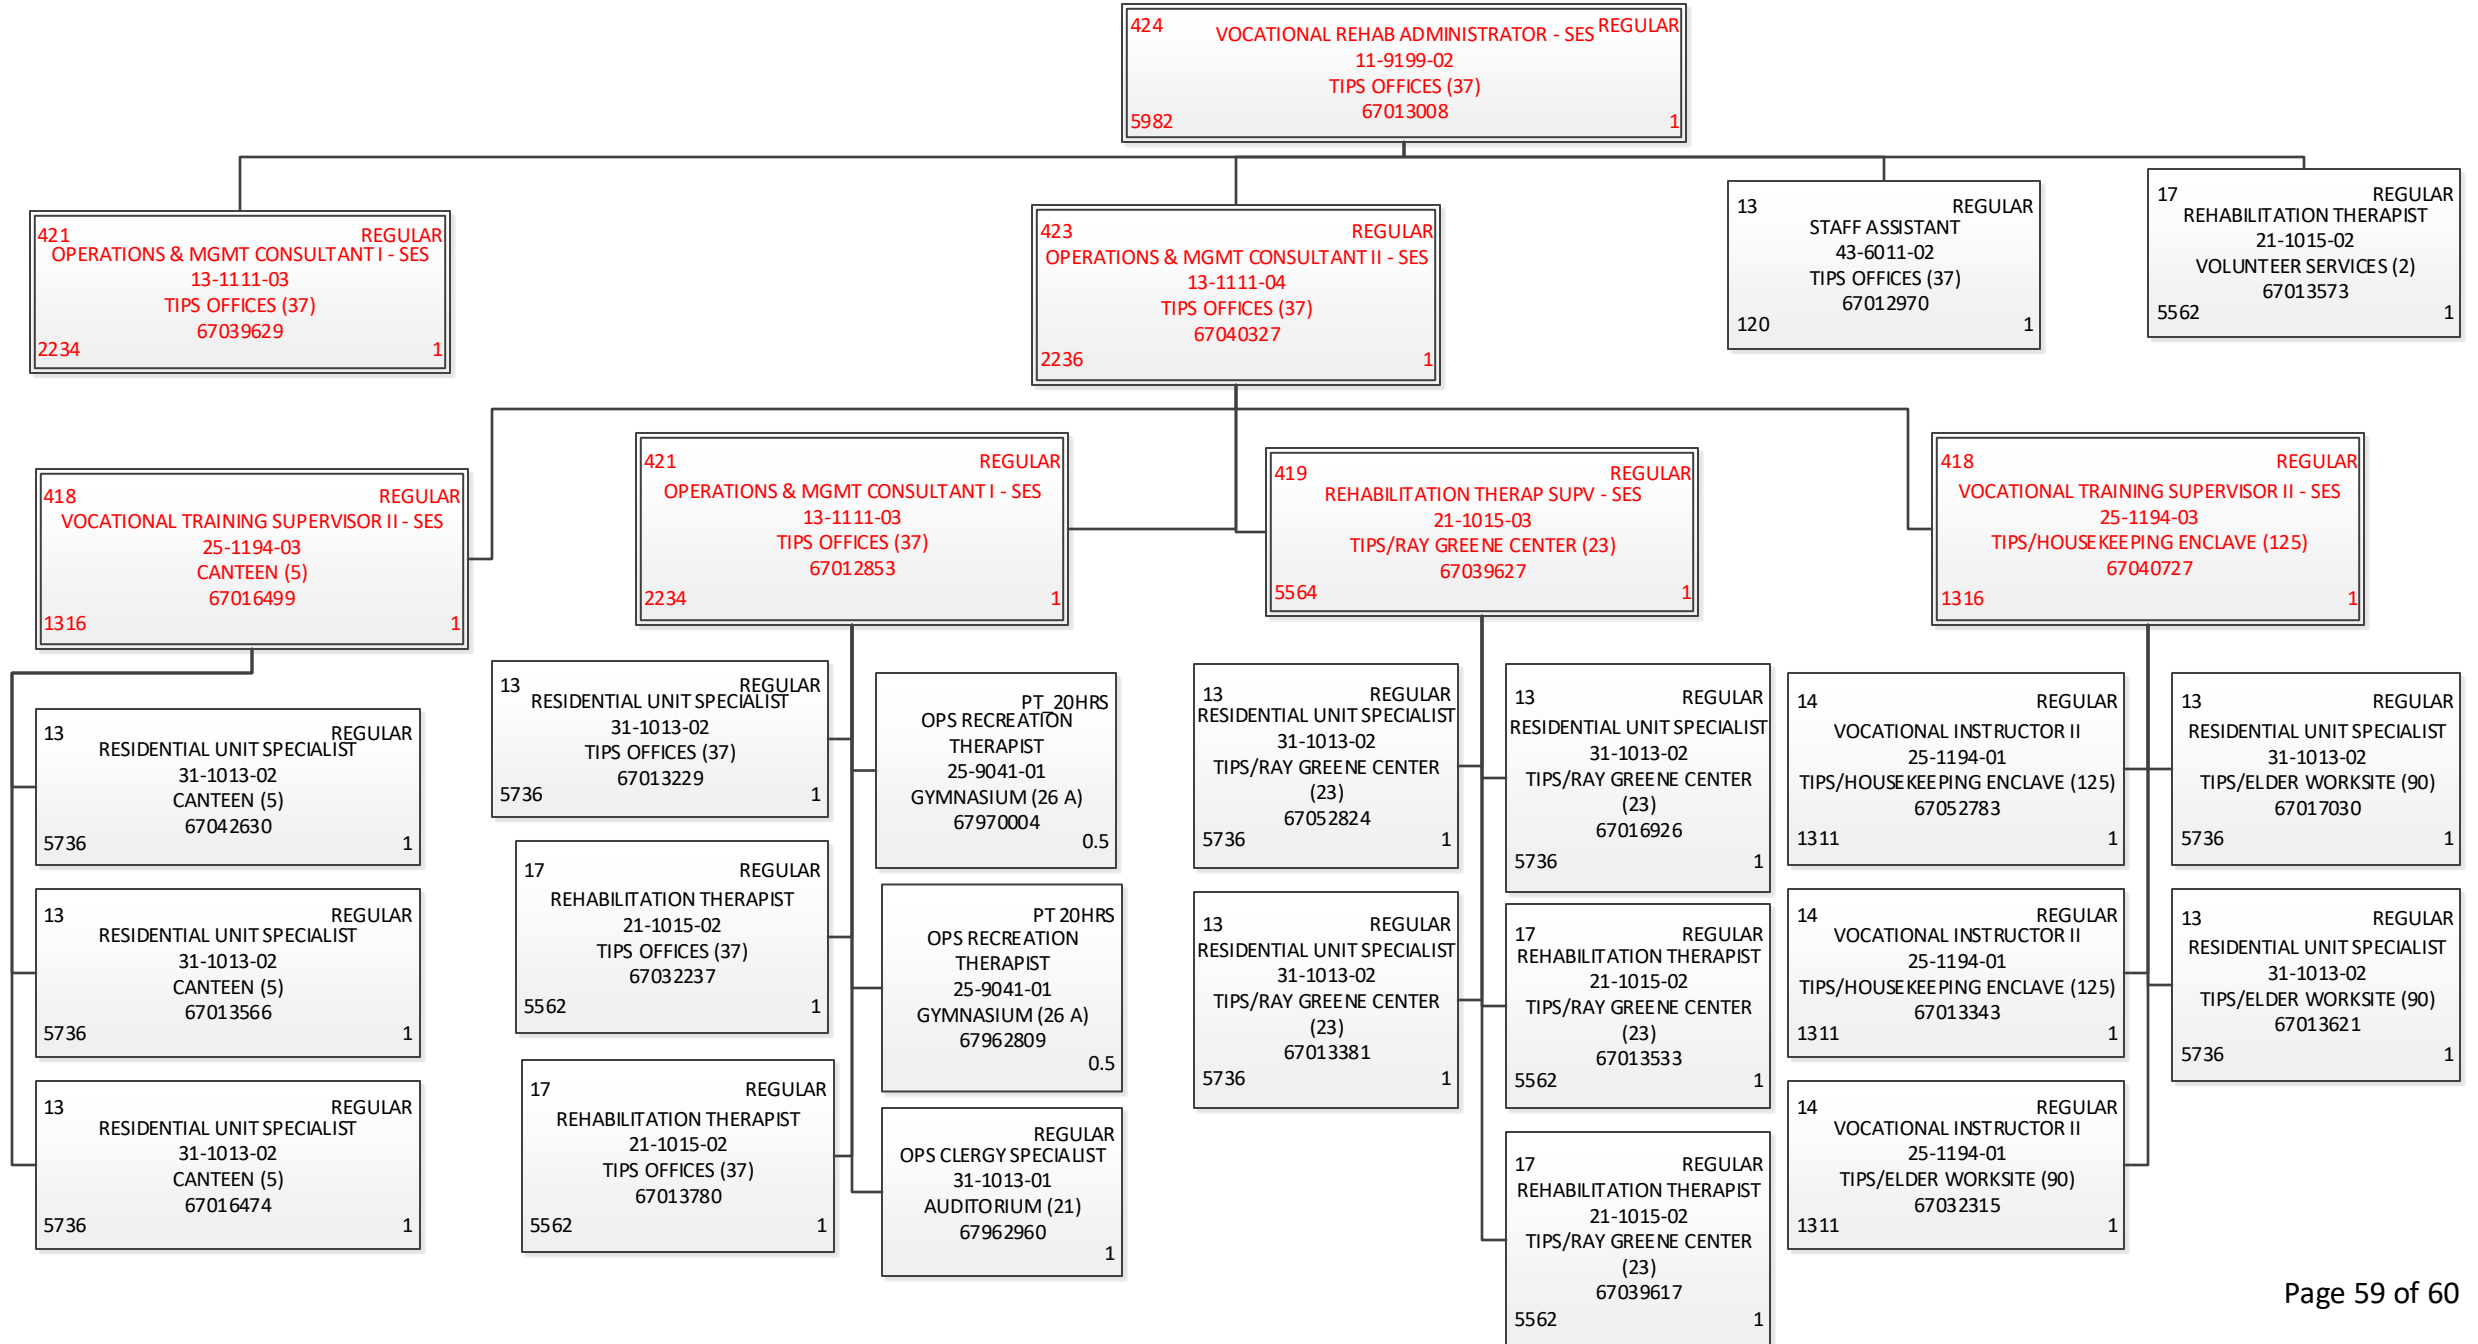 424 REGULAR
VOCATIONAL REHAB ADMINISTRATOR - SES
11-9199-02
TIPS OFFICES (37)
67013008
5982 1
421 REGULAR
OPERATIONS & MGMT CONSULTANT I - SES
13-1111-03
TIPS OFFICES (37)
67039629
2234 1
423 REGULAR
OPERATIONS & MGMT CONSULTANT II - SES
13-1111-04
TIPS OFFICES (37)
67040327
2236 1
13 REGULAR
STAFF ASSISTANT
43-6011-02
TIPS OFFICES (37)
67012970
120 1
17 REGULAR
REHABILITATION THERAPIST
21-1015-02
VOLUNTEER SERVICES (2)
67013573
5562 1
418 REGULAR
VOCATIONAL TRAINING SUPERVISOR II - SES
25-1194-03
CANTEEN (5)
67016499
1316 1
421 REGULAR
OPERATIONS & MGMT CONSULTANT I - SES
13-1111-03
TIPS OFFICES (37)
67012853
2234 1
419 REGULAR
REHABILITATION THERAP SUPV - SES
21-1015-03
TIPS/RAY GREENE CENTER (23)
67039627
5564 1
418 REGULAR
VOCATIONAL TRAINING SUPERVISOR II - SES
25-1194-03
TIPS/HOUSEKEEPING ENCLAVE (125)
67040727
1316 1
13 REGULAR
RESIDENTIAL UNIT SPECIALIST
31-1013-02
CANTEEN (5)
67042630
5736 1
13 REGULAR
RESIDENTIAL UNIT SPECIALIST
31-1013-02
CANTEEN (5)
67013566
5736 1
13 REGULAR
RESIDENTIAL UNIT SPECIALIST
31-1013-02
CANTEEN (5)
67016474
5736 1
13 REGULAR
RESIDENTIAL UNIT SPECIALIST
31-1013-02
TIPS OFFICES (37)
67013229
5736 1
17 REGULAR
REHABILITATION THERAPIST
21-1015-02
TIPS OFFICES (37)
67032237
5562 1
17 REGULAR
REHABILITATION THERAPIST
21-1015-02
TIPS OFFICES (37)
67013780
5562 1
PT_20HRS
OPS RECREATION
THERAPIST
25-9041-01
GYMNASIUM (26 A)
67970004
0.5
PT 20HRS
OPS RECREATION
THERAPIST
25-9041-01
GYMNASIUM (26 A)
67962809
0.5
REGULAR
OPS CLERGY SPECIALIST
31-1013-01
AUDITORIUM (21)
67962960
1
13 REGULAR
RESIDENTIAL UNIT SPECIALIST
31-1013-02
TIPS/RAY GREENE CENTER
(23)
67052824
5736 1
13 REGULAR
RESIDENTIAL UNIT SPECIALIST
31-1013-02
TIPS/RAY GREENE CENTER
(23)
67013381
5736 1
13 REGULAR
RESIDENTIAL UNIT SPECIALIST
31-1013-02
TIPS/RAY GREENE CENTER
(23)
67016926
5736 1
17 REGULAR
REHABILITATION THERAPIST
21-1015-02
TIPS/RAY GREENE CENTER
(23)
67013533
5562 1
17 REGULAR
REHABILITATION THERAPIST
21-1015-02
TIPS/RAY GREENE CENTER
(23)
67039617
5562 1
14 REGULAR
VOCATIONAL INSTRUCTOR II
25-1194-01
TIPS/HOUSEKEEPING ENCLAVE (125)
67052783
1311 1
14 REGULAR
VOCATIONAL INSTRUCTOR II
25-1194-01
TIPS/HOUSEKEEPING ENCLAVE (125)
67013343
1311 1
14 REGULAR
VOCATIONAL INSTRUCTOR II
25-1194-01
TIPS/ELDER WORKSITE (90)
67032315
1311 1
13 REGULAR
RESIDENTIAL UNIT SPECIALIST
31-1013-02
TIPS/ELDER WORKSITE (90)
67017030
5736 1
13 REGULAR
RESIDENTIAL UNIT SPECIALIST
31-1013-02
TIPS/ELDER WORKSITE (90)
67013621
5736 1
Page 59 of 60